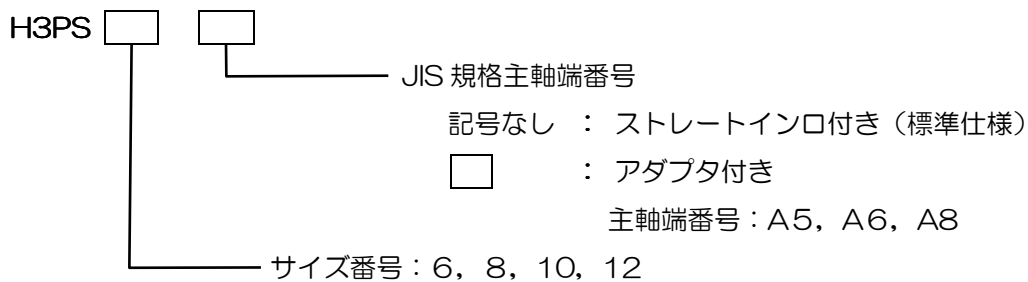 H3PS
JIS 規格主軸端番号
記号なし ： ストレートインロ付き（標準仕様）
： アダプタ付き
主軸端番号：A5，A6，A8
サイズ番号：6，8，10，12